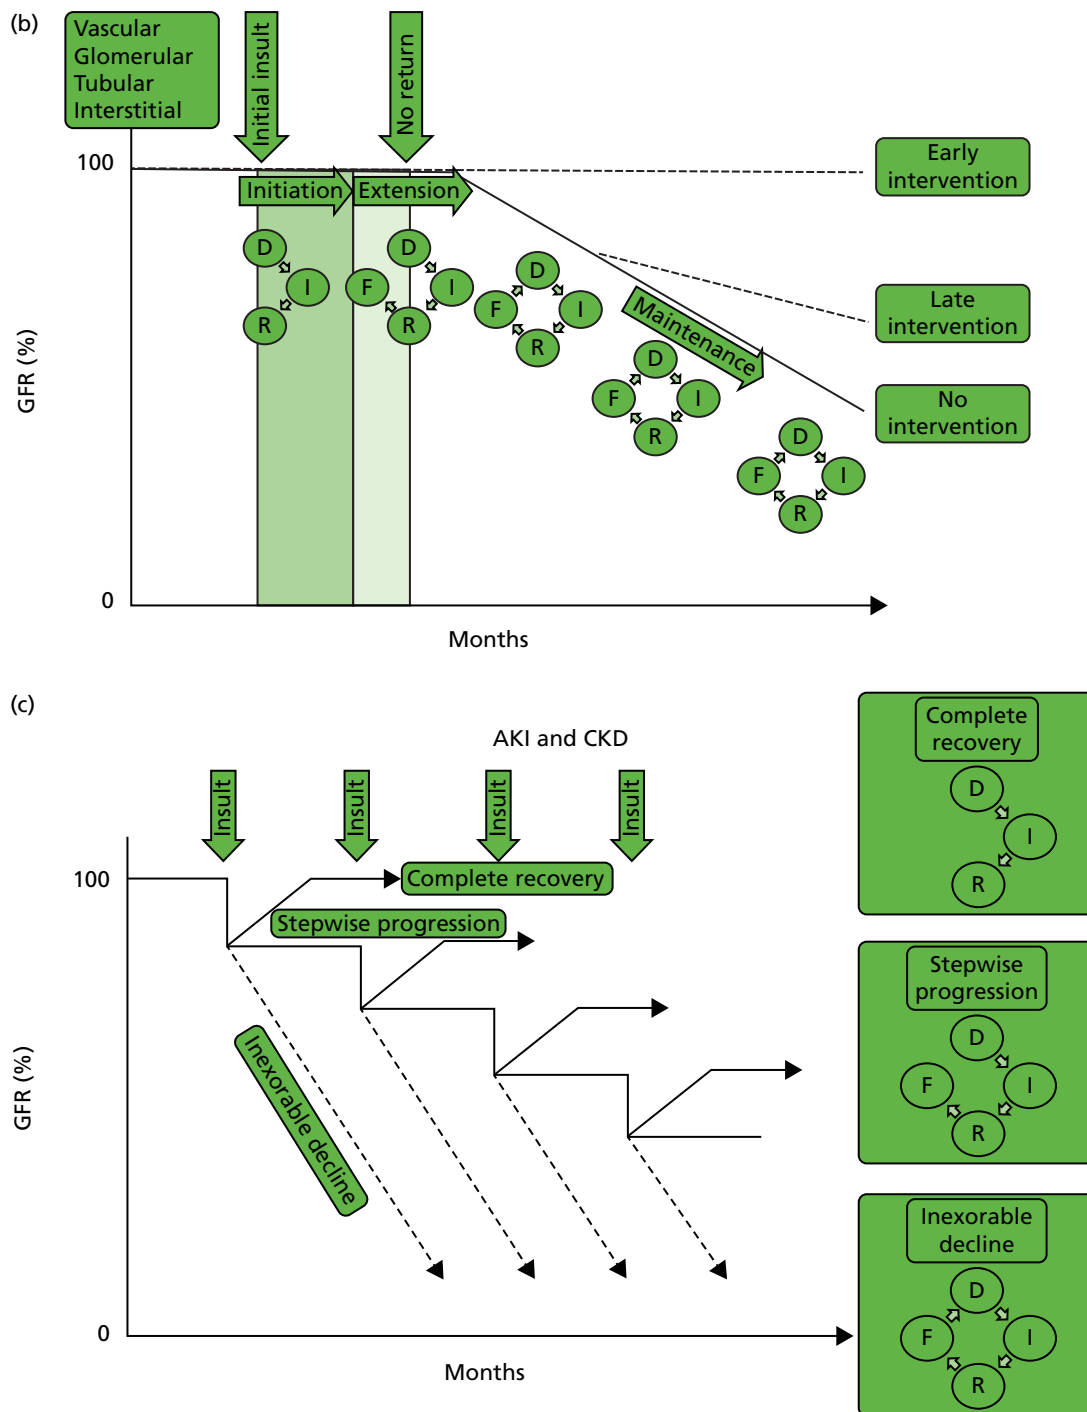 (b)
Vascular
Glomerular
Tubular
Interstitial
Initial insult
No return
100
Initiation
Extension
Early
intervention
D
I
R
D
F
I
R
D
F
I
R
Late
intervention
Maintenance
D
F
I
R
No
intervention
D
F
I
R
GFR (%)
0
Months
(c)
AKI and CKD
Insult
Insult
Insult
Insult
100
Complete recovery
Stepwise progression
Inexorable decline
GFR (%)
0
Months
Complete
recovery
D
I
R
Stepwise
progression
D
F
I
R
Inexorable
decline
D
F
I
R